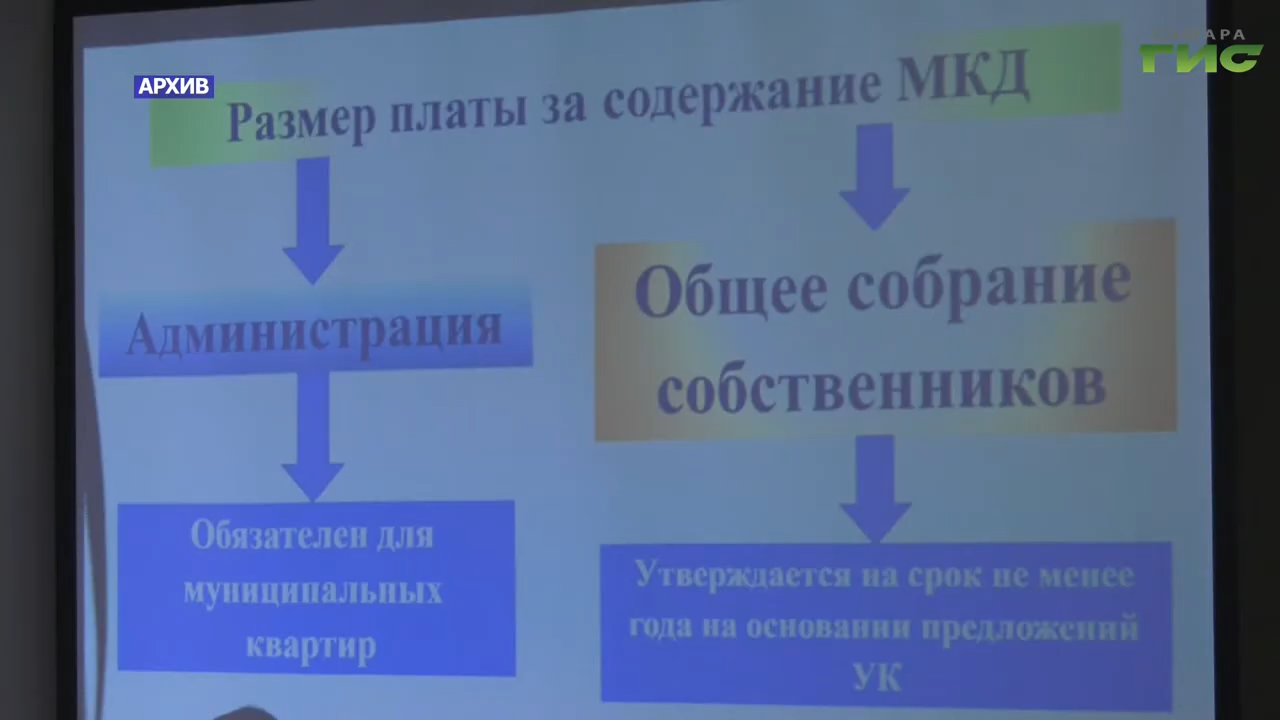 АРХИВ
ГИС
Размер платы за содержание МКД
Администрация
Обязателен для
муниципальных
квартир
Общее собрание
собственников
Утверждается на срок не менее
года на основании предложений
УК